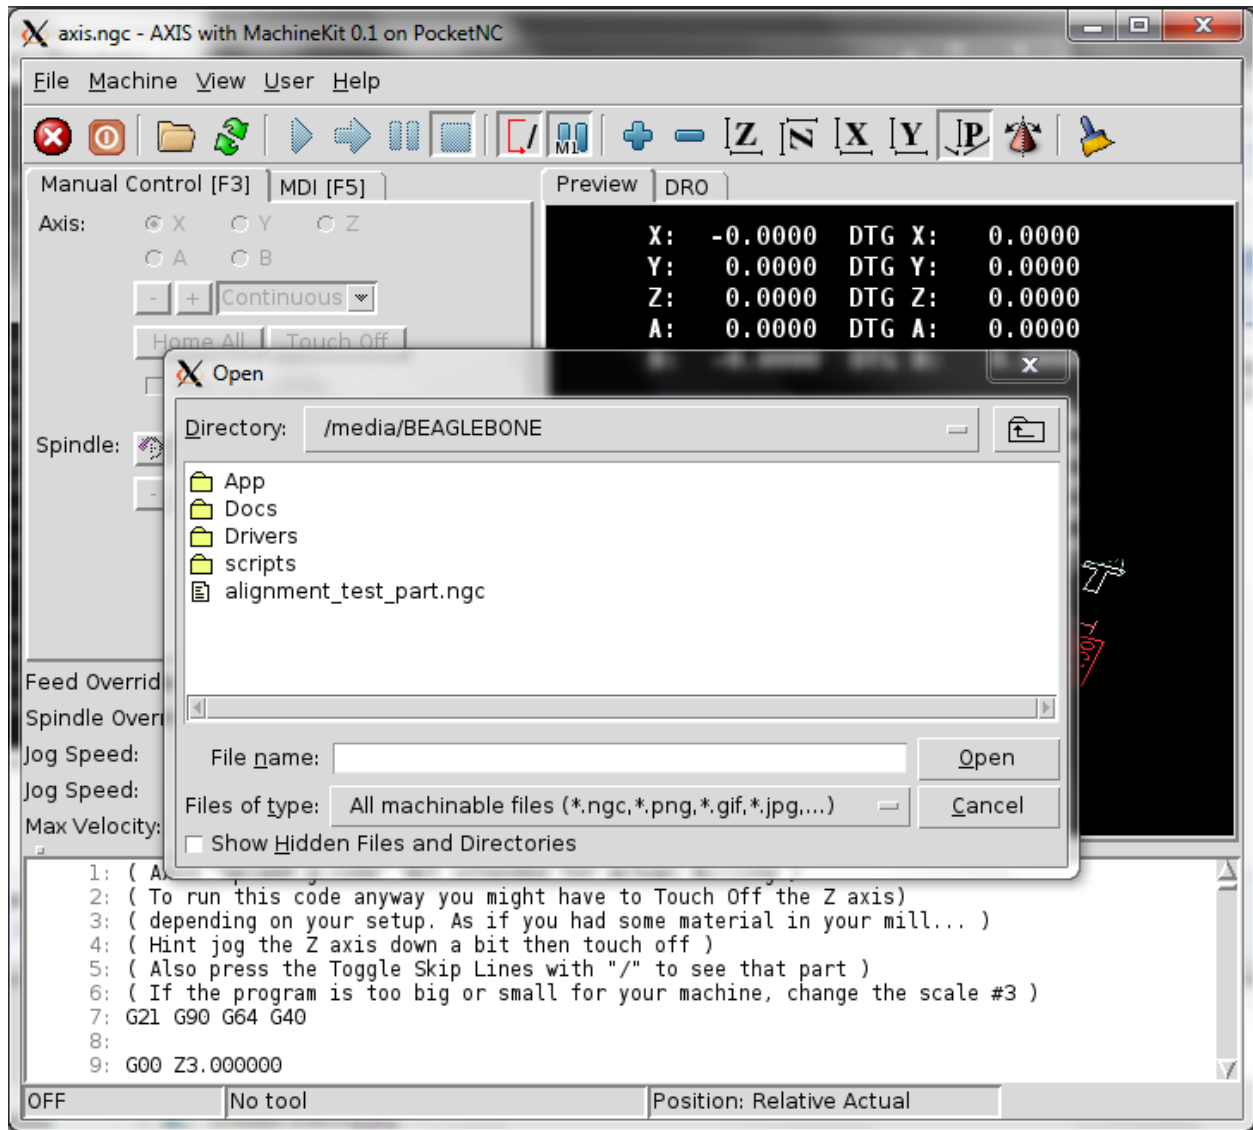 axis.ngc - AXIS with MachineKit 0.1 on PocketNC
File Machine View User Help
Manual Control [F3] MDI [F5] Preview DRO
Axis: X Y Z
A B
- + Continuous
Home All Touch Off
X: -0.0000 DTG X: 0.0000
Y: 0.0000 DTG Y: 0.0000
Z: 0.0000 DTG Z: 0.0000
A: 0.0000 DTG A: 0.0000
Open
Directory: /media/BEAGLEBONE
Spindle:
-
App
Docs
Drivers
scripts
alignment_test_part.ngc
File name: Open
Files of type: All machinable files (*.ngc,*.png,*.gif,*.jpg,...) Cancel
Show Hidden Files and Directories
Feed Overrid
Spindle Overr
Jog Speed:
Jog Speed:
Max Velocity:
1: (
2: ( To run this code anyway you might have to Touch Off the Z axis)
3: ( depending on your setup. As if you had some material in your mill... )
4: ( Hint jog the Z axis down a bit then touch off )
5: ( Also press the Toggle Skip Lines with "/" to see that part )
6: ( If the program is too big or small for your machine, change the scale #3 )
7: G21 G90 G64 G40
8:
9: G00 Z3.000000
OFF No tool Position: Relative Actual